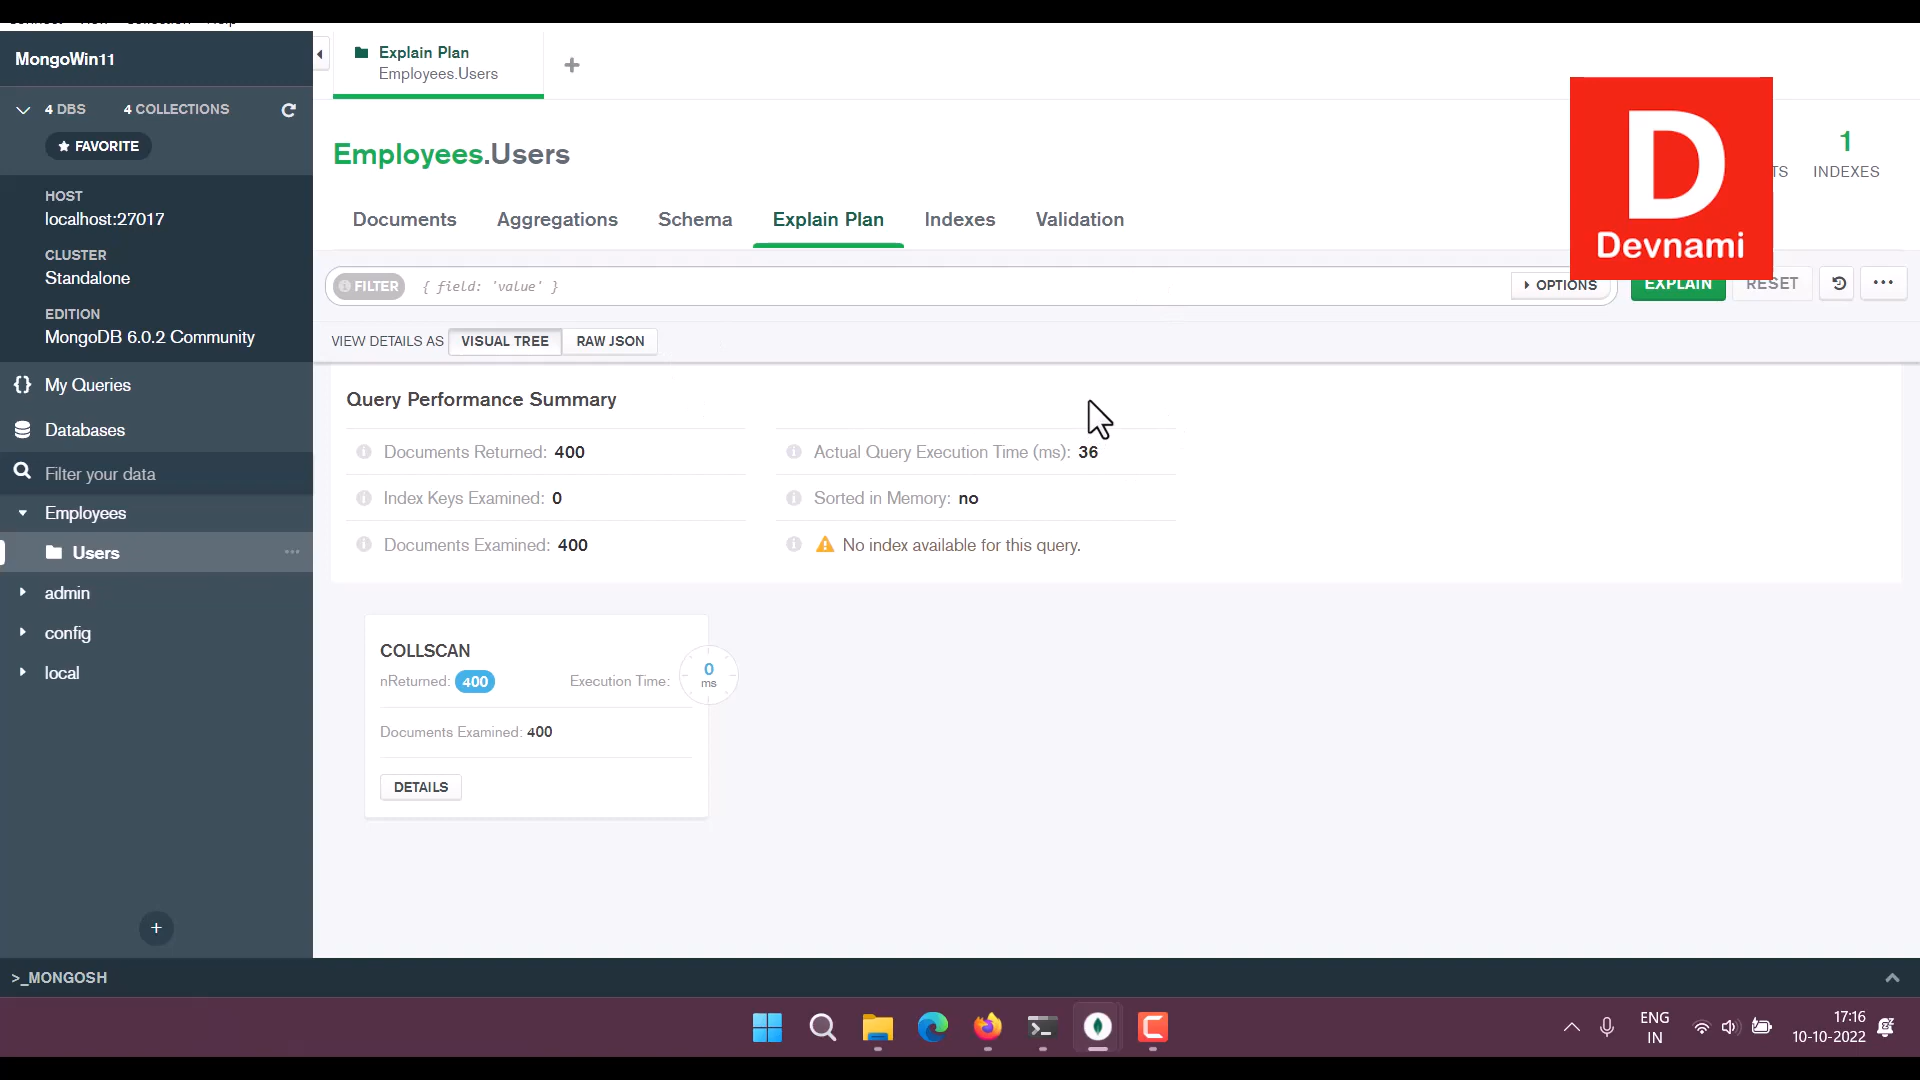 MongoWin11
4 DBS
4 COLLECTIONS
FAVORITE
HOST
localhost:27017
CLUSTER
Standalone
EDITION
MongoDB 6.0.2 Community
{} My Queries
Databases
Filter your data
Employees
Users
admin
config
local
+
Explain Plan
Employees.Users
+
Employees.Users
D
Devnami
TS
1
INDEXES
Documents
Aggregations
Schema
Explain Plan
Indexes
Validation
FILTER
{ field: 'value' }
OPTIONS
EXPLAIN
RESET
VIEW DETAILS AS
VISUAL TREE
RAW JSON
Query Performance Summary
Documents Returned: 400
Index Keys Examined: 0
Documents Examined: 400
Actual Query Execution Time (ms): 36
Sorted in Memory: no
No index available for this query.
COLLSCAN
nReturned: 400
Execution Time:
0
ms
Documents Examined: 400
DETAILS
>_MONGOSH
ENG
IN
17:16
10-10-2022